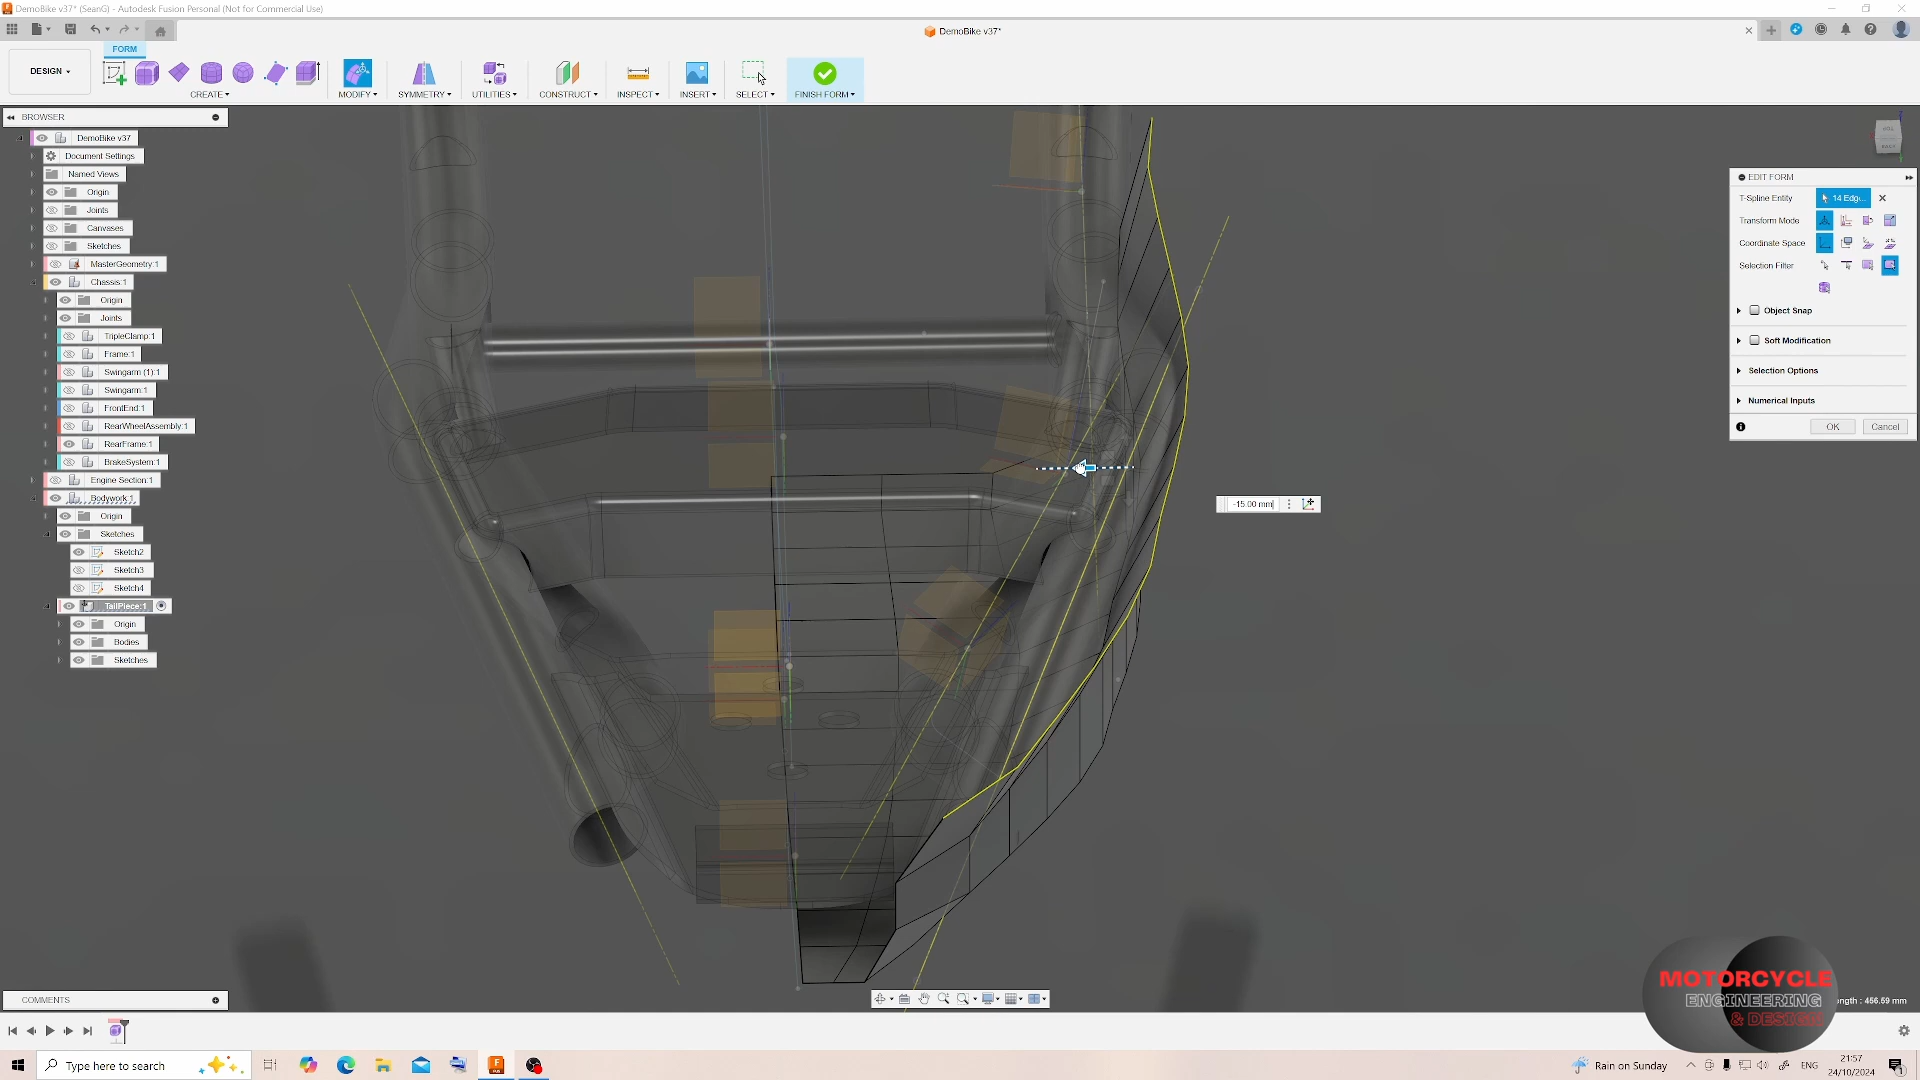 DemoBike v37* (SeanG) - Autodesk Fusion Personal (Not for Commercial Use)
DemoBike v37*
FORM
DESIGN
CREATE
MODIFY
SYMMETRY
UTILITIES
CONSTRUCT
INSPECT
INSERT
SELECT
FINISH FORM
BROWSER
DemoBike v37
Document Settings
Named Views
Origin
Joints
Canvases
Sketches
MasterGeometry:1
Chassis:1
Origin
Joints
TripleClamp:1
Frame:1
Swingarm (1):1
Swingarm:1
FrontEnd:1
RearWheelAssembly:1
RearFrame:1
BrakeSystem:1
Engine Section:1
Bodywork:1
Origin
Sketches
Sketch2
Sketch3
Sketch4
TailPiece:1
Origin
Bodies
Sketches
EDIT FORM
T-Spline Entity
14 Edg...
Transform Mode
Coordinate Space
Selection Filter
Object Snap
Soft Modification
Selection Options
Numerical Inputs
OK
Cancel
-15.00 mm
MOTORCYCLE
ENGINEERING
& DESIGN
ngth : 456.59 mm
COMMENTS
Type here to search
Rain on Sunday
ENG
21:57
24/10/2024